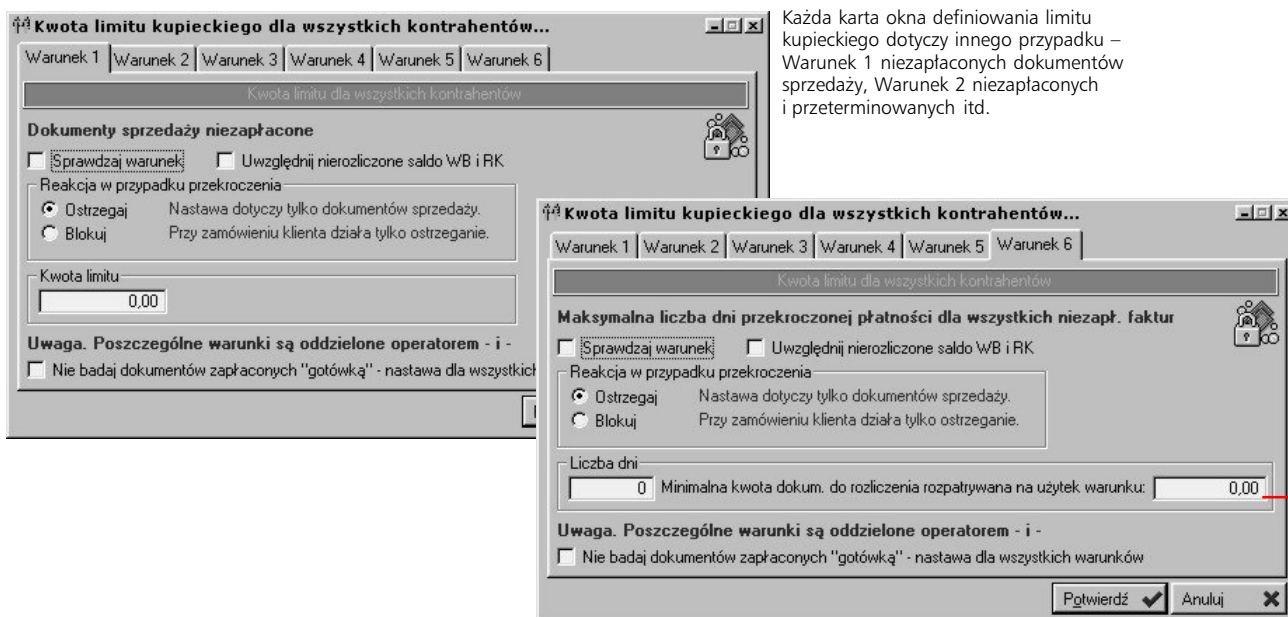 Kwota limitu kupieckiego dla wszystkich kontrahentów...
Warunek 1 Warunek 2 Warunek 3 Warunek 4 Warunek 5 Warunek 6
Kwota limitu dla wszystkich kontrahentów
Dokumenty sprzedaży niezapłacone
Sprawdzaj warunek Uwzględnij nierozliczone saldo WB i RK
Reakcja w przypadku przekroczenia
Ostrzegaj Nastawa dotyczy tylko dokumentów sprzedaży.
Blokuj Przy zamówieniu klienta działa tylko ostrzeganie.
Kwota limitu
0,00
Uwaga. Poszczególne warunki są oddzielone operatorem - i -
Nie badaj dokumentów zapłaconych "gotówką" - nastawa dla wszystkich
Każda karta okna definiowania limitu
kupieckiego dotyczy innego przypadku –
Warunek 1 niezapłaconych dokumentów
sprzedaży, Warunek 2 niezapłaconych
i przeterminowanych itd.
Kwota limitu kupieckiego dla wszystkich kontrahentów...
Warunek 1 Warunek 2 Warunek 3 Warunek 4 Warunek 5 Warunek 6
Kwota limitu dla wszystkich kontrahentów
Maksymalna liczba dni przekroczonej płatności dla wszystkich niezapł. faktur
Sprawdzaj warunek Uwzględnij nierozliczone saldo WB i RK
Reakcja w przypadku przekroczenia
Ostrzegaj Nastawa dotyczy tylko dokumentów sprzedaży.
Blokuj Przy zamówieniu klienta działa tylko ostrzeganie.
Liczba dni
0 Minimalna kwota dokum. do rozliczenia rozpatrywana na użytek warunku: 0,00
Uwaga. Poszczególne warunki są oddzielone operatorem - i -
Nie badaj dokumentów zapłaconych "gotówką" - nastawa dla wszystkich warunków
Potwierdź Anuluj